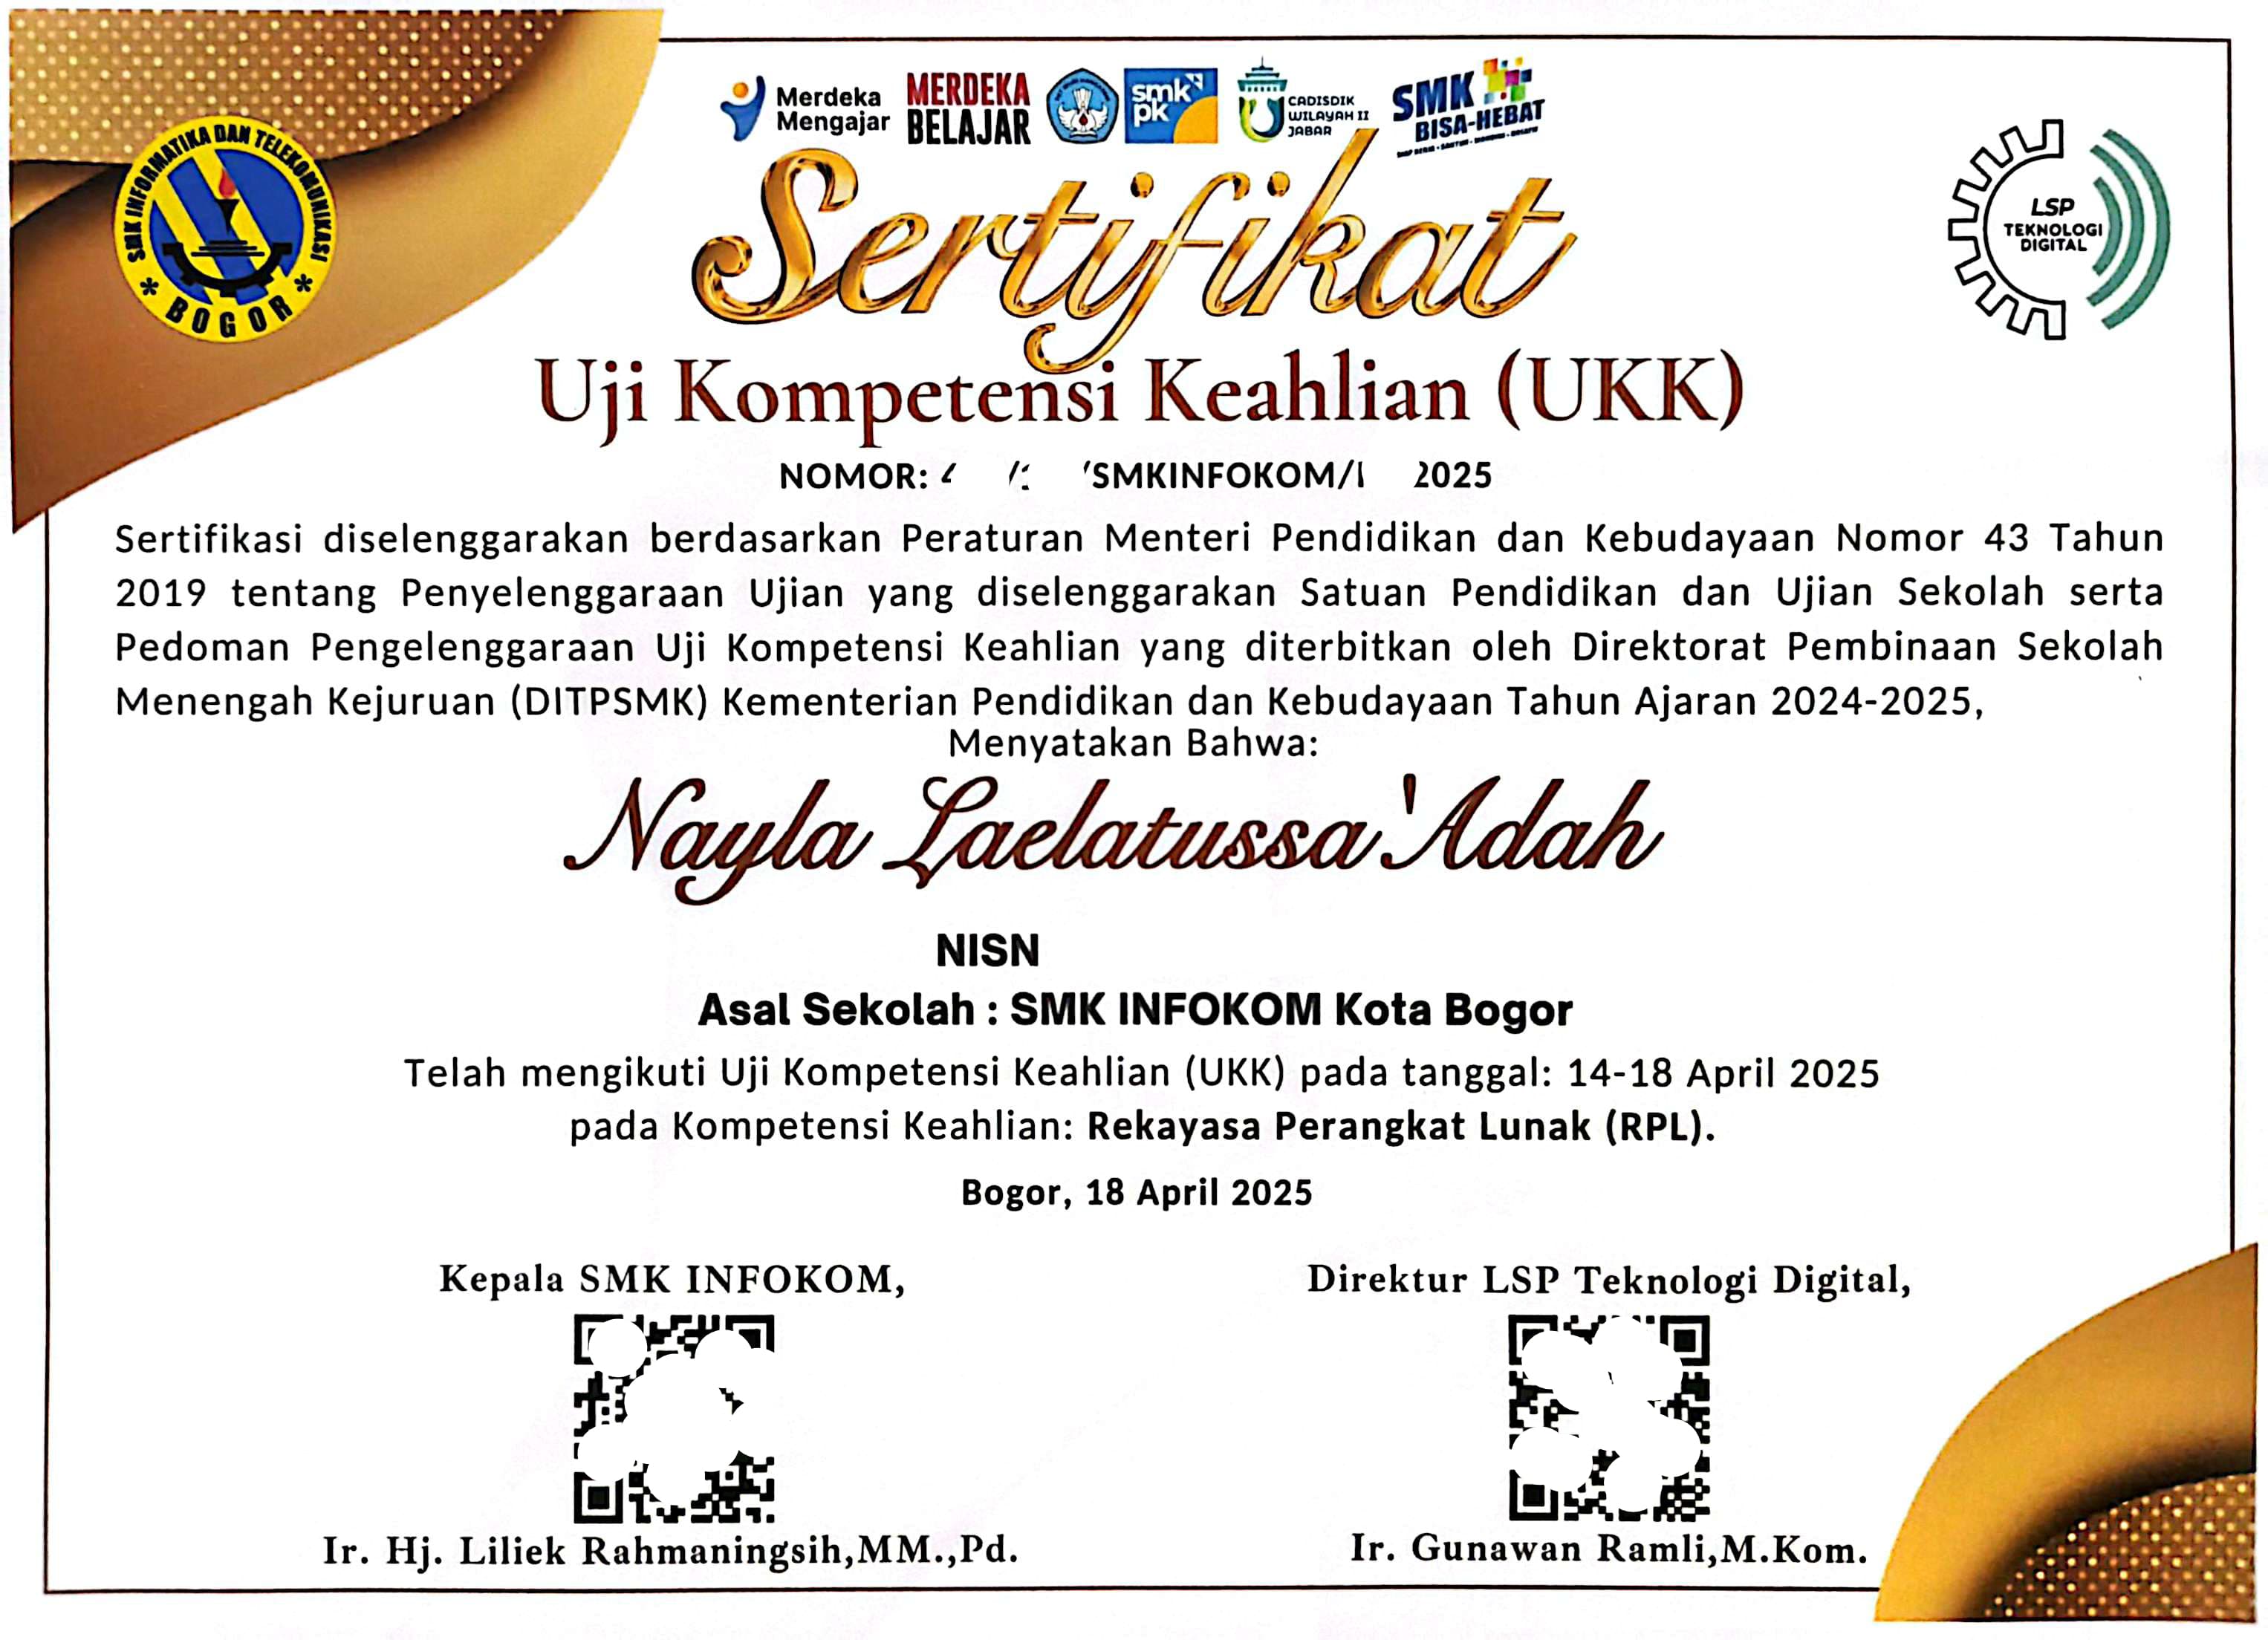 Merdeka Mengajar
MERDEKA BELAJAR
smk pk
CADISDIK WILAYAH II JABAR
SMK BISA-HEBAT
SMK INFORMATIKA DAN TELEKOMUNIKASI
* BOGOR *
LSP
TEKNOLOGI
DIGITAL
Sertifikat
Uji Kompetensi Keahlian (UKK)
NOMOR: SMKINFOKOM/ 2025
Sertifikasi diselenggarakan berdasarkan Peraturan Menteri Pendidikan dan Kebudayaan Nomor 43 Tahun
2019 tentang Penyelenggaraan Ujian yang diselenggarakan Satuan Pendidikan dan Ujian Sekolah serta
Pedoman Pengelenggaraan Uji Kompetensi Keahlian yang diterbitkan oleh Direktorat Pembinaan Sekolah
Menengah Kejuruan (DITPSMK) Kementerian Pendidikan dan Kebudayaan Tahun Ajaran 2024-2025,
Menyatakan Bahwa:
Nayla Laelatussa'Adah
NISN
Asal Sekolah : SMK INFOKOM Kota Bogor
Telah mengikuti Uji Kompetensi Keahlian (UKK) pada tanggal: 14-18 April 2025
pada Kompetensi Keahlian: Rekayasa Perangkat Lunak (RPL).
Bogor, 18 April 2025
Kepala SMK INFOKOM,
Direktur LSP Teknologi Digital,
Ir. Hj. Liliek Rahmaningsih,MM.,Pd.
Ir. Gunawan Ramli,M.Kom.